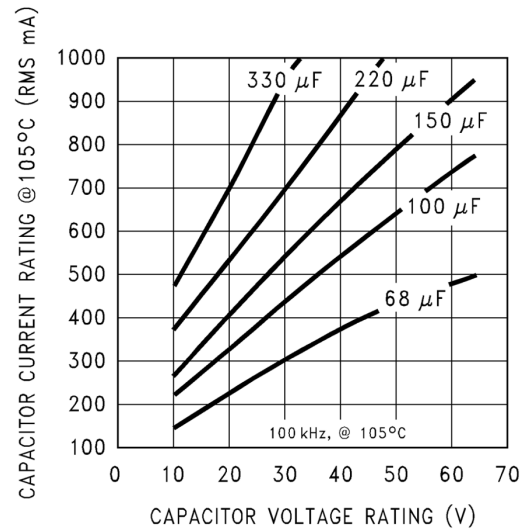 CAPACITOR CURRENT RATING @105°C (RMS mA)
1000
900
800
700
600
500
400
300
200
100
330 µF
220 µF
150 µF
100 µF
68 µF
100 kHz, @ 105°C
0 10 20 30 40 50 60 70
CAPACITOR VOLTAGE RATING (V)